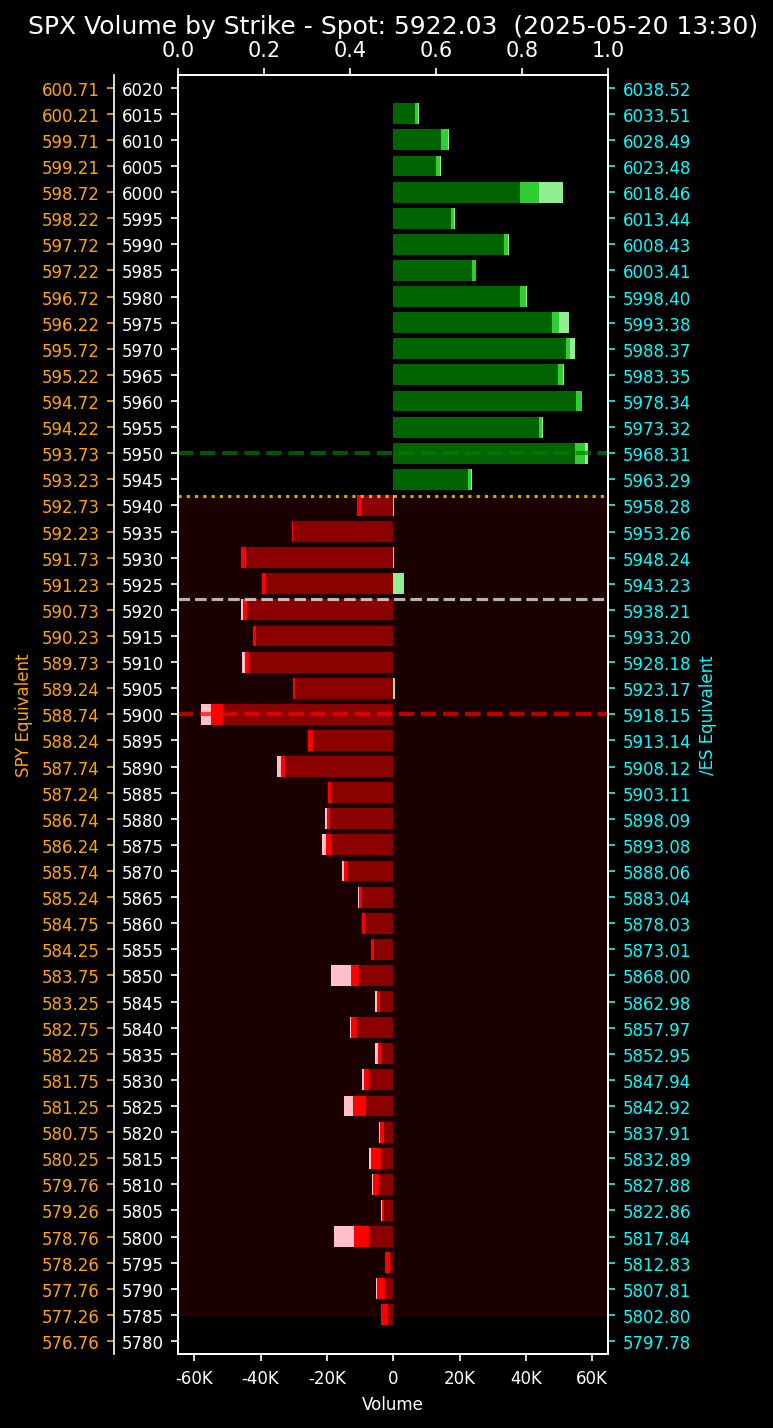 SPX Volume by Strike - Spot: 5922.03 (2025-05-20 13:30)
0.0 0.2 0.4 0.6 0.8 1.0
600.71 6020 6038.52
600.21 6015 6033.51
599.71 6010 6028.49
599.21 6005 6023.48
598.72 6000 6018.46
598.22 5995 6013.44
597.72 5990 6008.43
597.22 5985 6003.41
596.72 5980 5998.40
596.22 5975 5993.38
595.72 5970 5988.37
595.22 5965 5983.35
594.72 5960 5978.34
594.22 5955 5973.32
593.73 5950 5968.31
593.23 5945 5963.29
592.73 5940 5958.28
592.23 5935 5953.26
591.73 5930 5948.24
591.23 5925 5943.23
590.73 5920 5938.21
590.23 5915 5933.20
589.73 5910 5928.18
589.24 5905 5923.17
588.74 5900 5918.15
588.24 5895 5913.14
587.74 5890 5908.12
587.24 5885 5903.11
586.74 5880 5898.09
586.24 5875 5893.08
585.74 5870 5888.06
585.24 5865 5883.04
584.75 5860 5878.03
584.25 5855 5873.01
583.75 5850 5868.00
583.25 5845 5862.98
582.75 5840 5857.97
582.25 5835 5852.95
581.75 5830 5847.94
581.25 5825 5842.92
580.75 5820 5837.91
580.25 5815 5832.89
579.76 5810 5827.88
579.26 5805 5822.86
578.76 5800 5817.84
578.26 5795 5812.83
577.76 5790 5807.81
577.26 5785 5802.80
576.76 5780 5797.78
SPY Equivalent
/ES Equivalent
-60K -40K -20K 0 20K 40K 60K
Volume